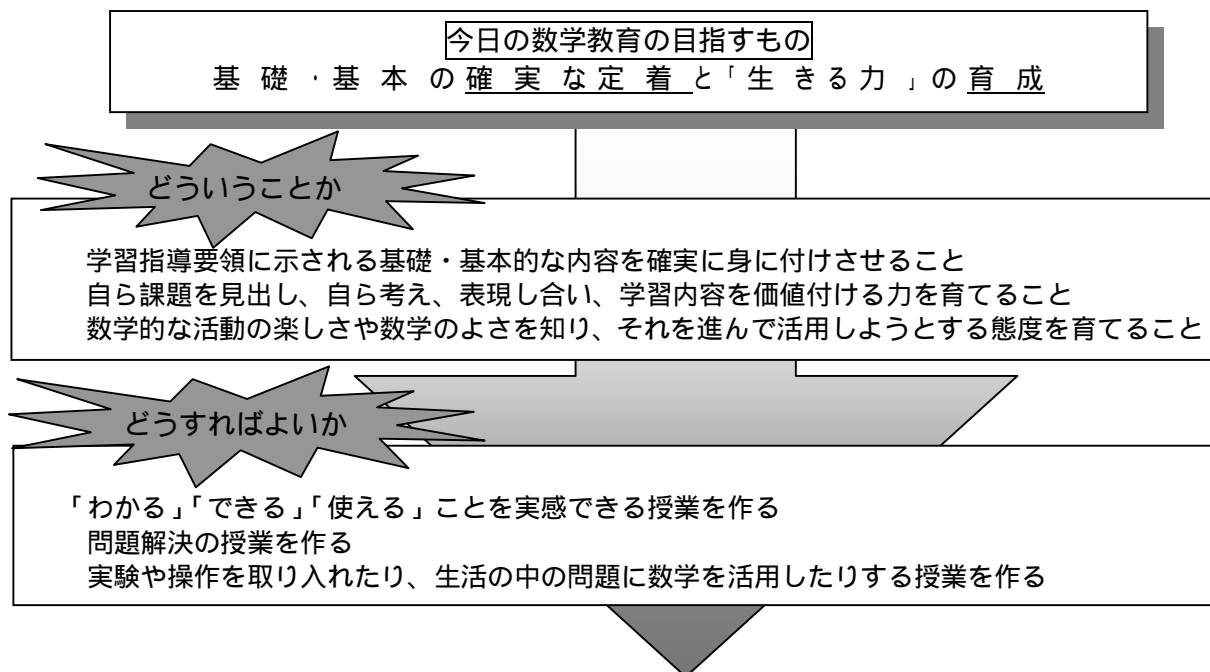 今日の数学教育の目指すもの
基礎・基本の確実な定着と「生きる力」の育成
どういうことか
学習指導要領に示される基礎・基本的な内容を確実に身に付けさせること
自ら課題を見出し、自ら考え、表現し合い、学習内容を価値付ける力を育てること
数学的な活動の楽しさや数学のよさを知り、それを進んで活用しようとする態度を育てること
どうすればよいか
「わかる」「できる」「使える」ことを実感できる授業を作る
問題解決の授業を作る
実験や操作を取り入れたり、生活の中の問題に数学を活用したりする授業を作る